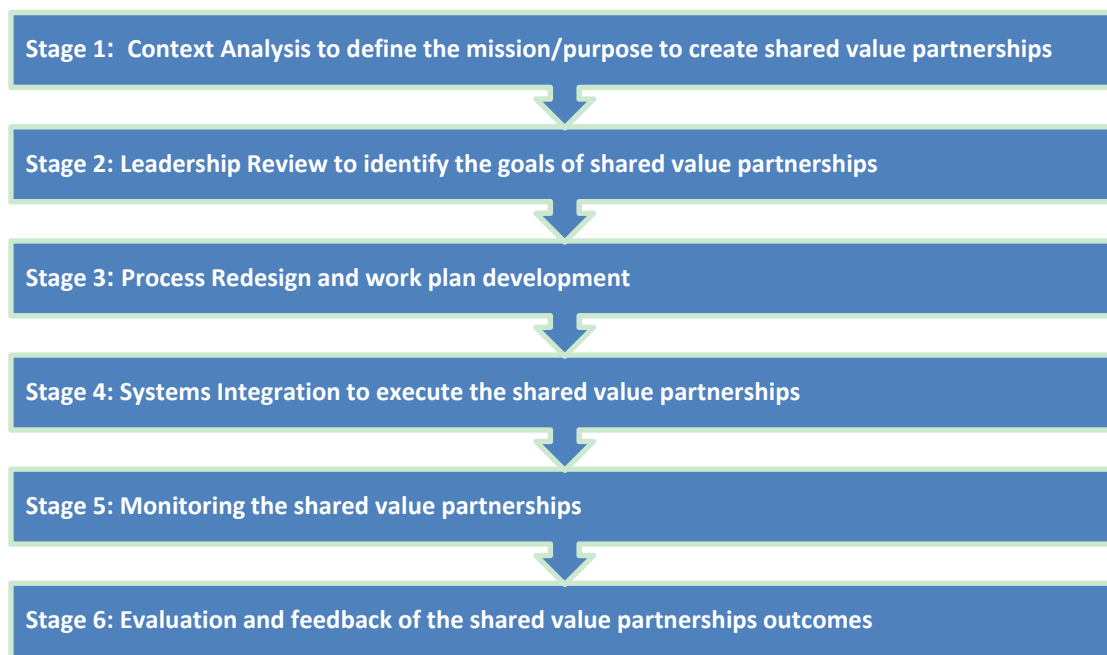 Stage 1: Context Analysis to define the mission/purpose to create shared value partnerships
Stage 2: Leadership Review to identify the goals of shared value partnerships
Stage 3: Process Redesign and work plan development
Stage 4: Systems Integration to execute the shared value partnerships
Stage 5: Monitoring the shared value partnerships
Stage 6: Evaluation and feedback of the shared value partnerships outcomes